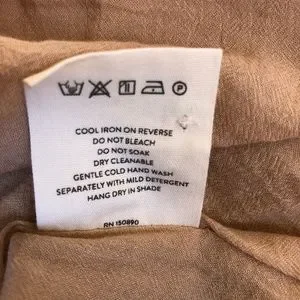 COOL IRON ON REVERSE
DO NOT BLEACH
DO NOT SOAK
DRY CLEANABLE
GENTLE COLD HAND WASH
SEPARATELY WITH MILD DETERGENT
HANG DRY IN SHADE
RN 150890